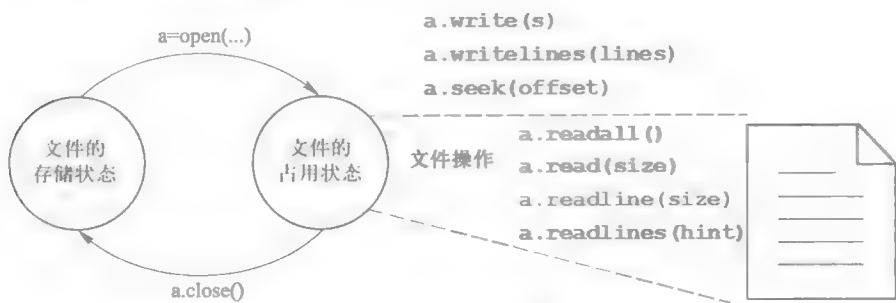 a=open(...)
a.write(s)
a.writelines(lines)
a.seek(offset)
文件的
存储状态
文件的
占用状态
文件操作
a.readall()
a.read(size)
a.readline(size)
a.readlines(hint)
a.close()